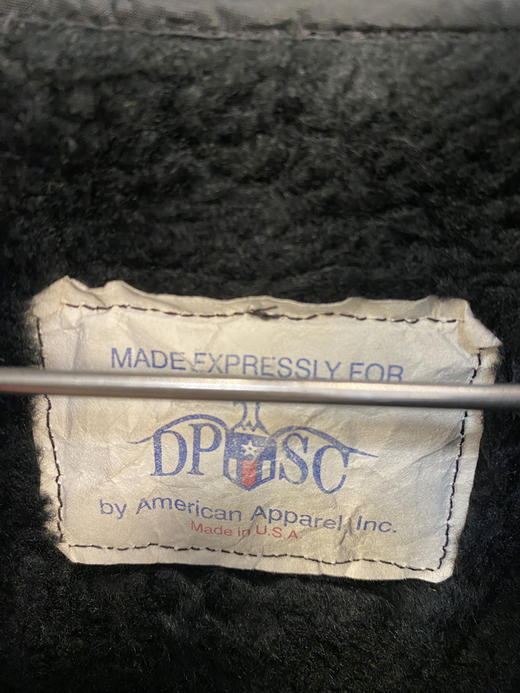 MADE EXPRESSLY FOR
DPSC
by American Apparel, Inc.
Made in U.S.A.